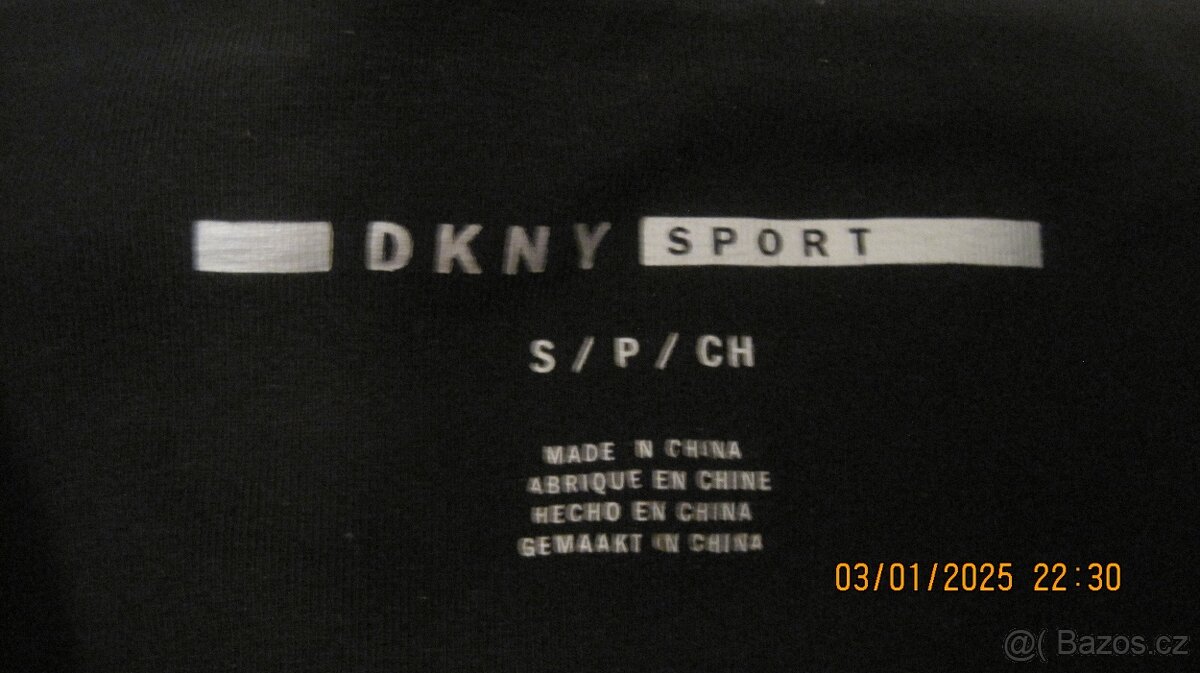 DKNY SPORT
S / P / CH
MADE IN CHINA
FABRIQUE EN CHINE
HECHO EN CHINA
GEMAAKT IN CHINA
03/01/2025 22:30
@( Bazos.cz